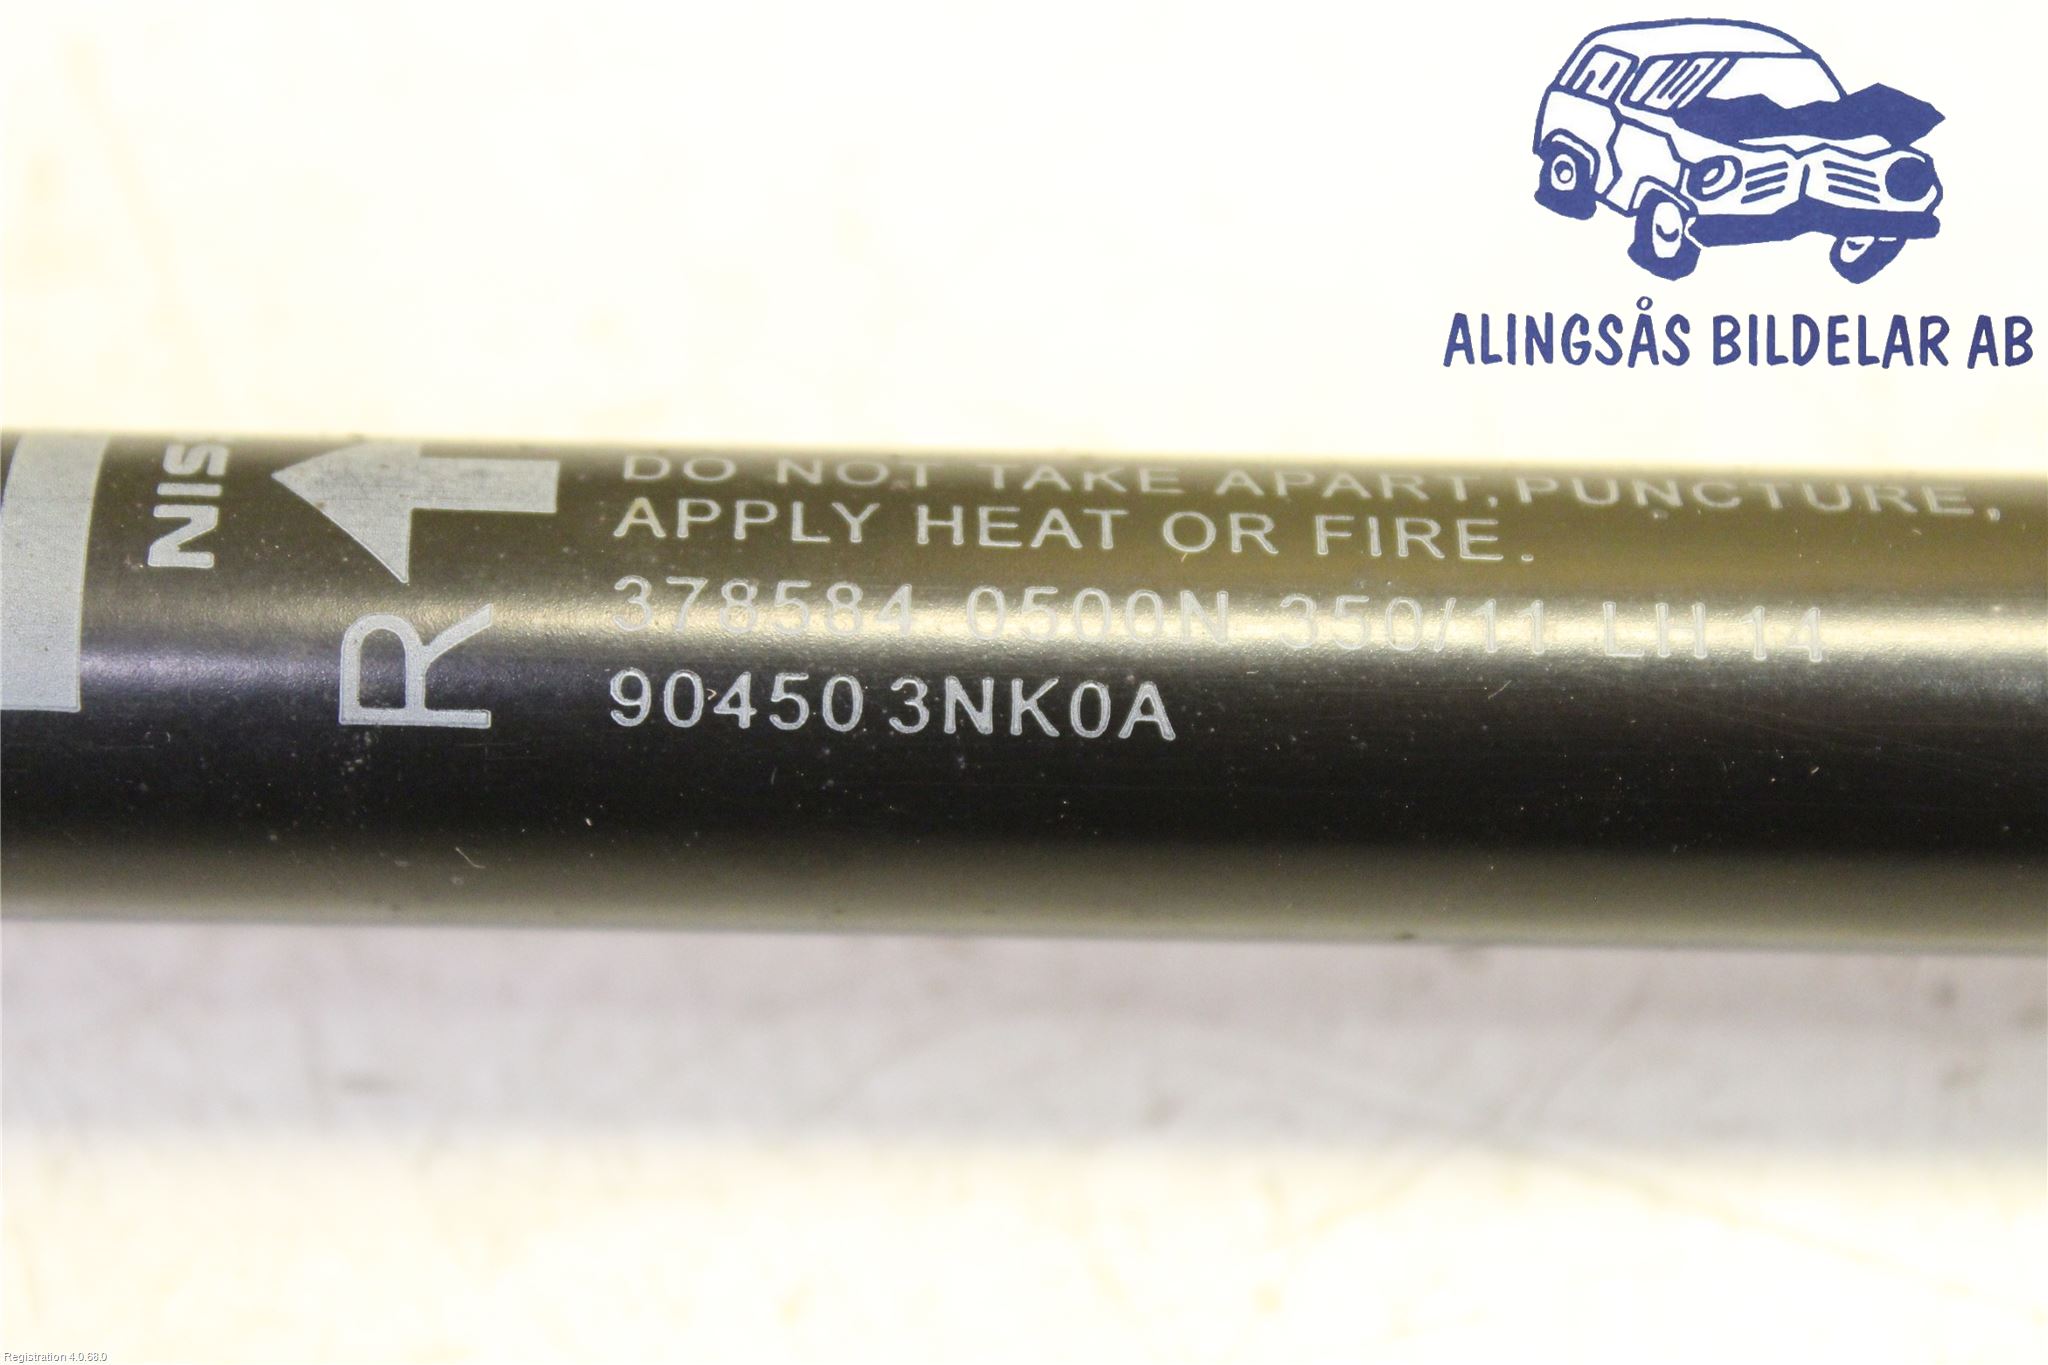 ALINGSÅS BILDELAR AB
NIS
R
DO NOT TAKE APART, PUNCTURE,
APPLY HEAT OR FIRE.
378584 0500N 350/11 LH 14
90450 3NK0A
Registration 4.0.68.0